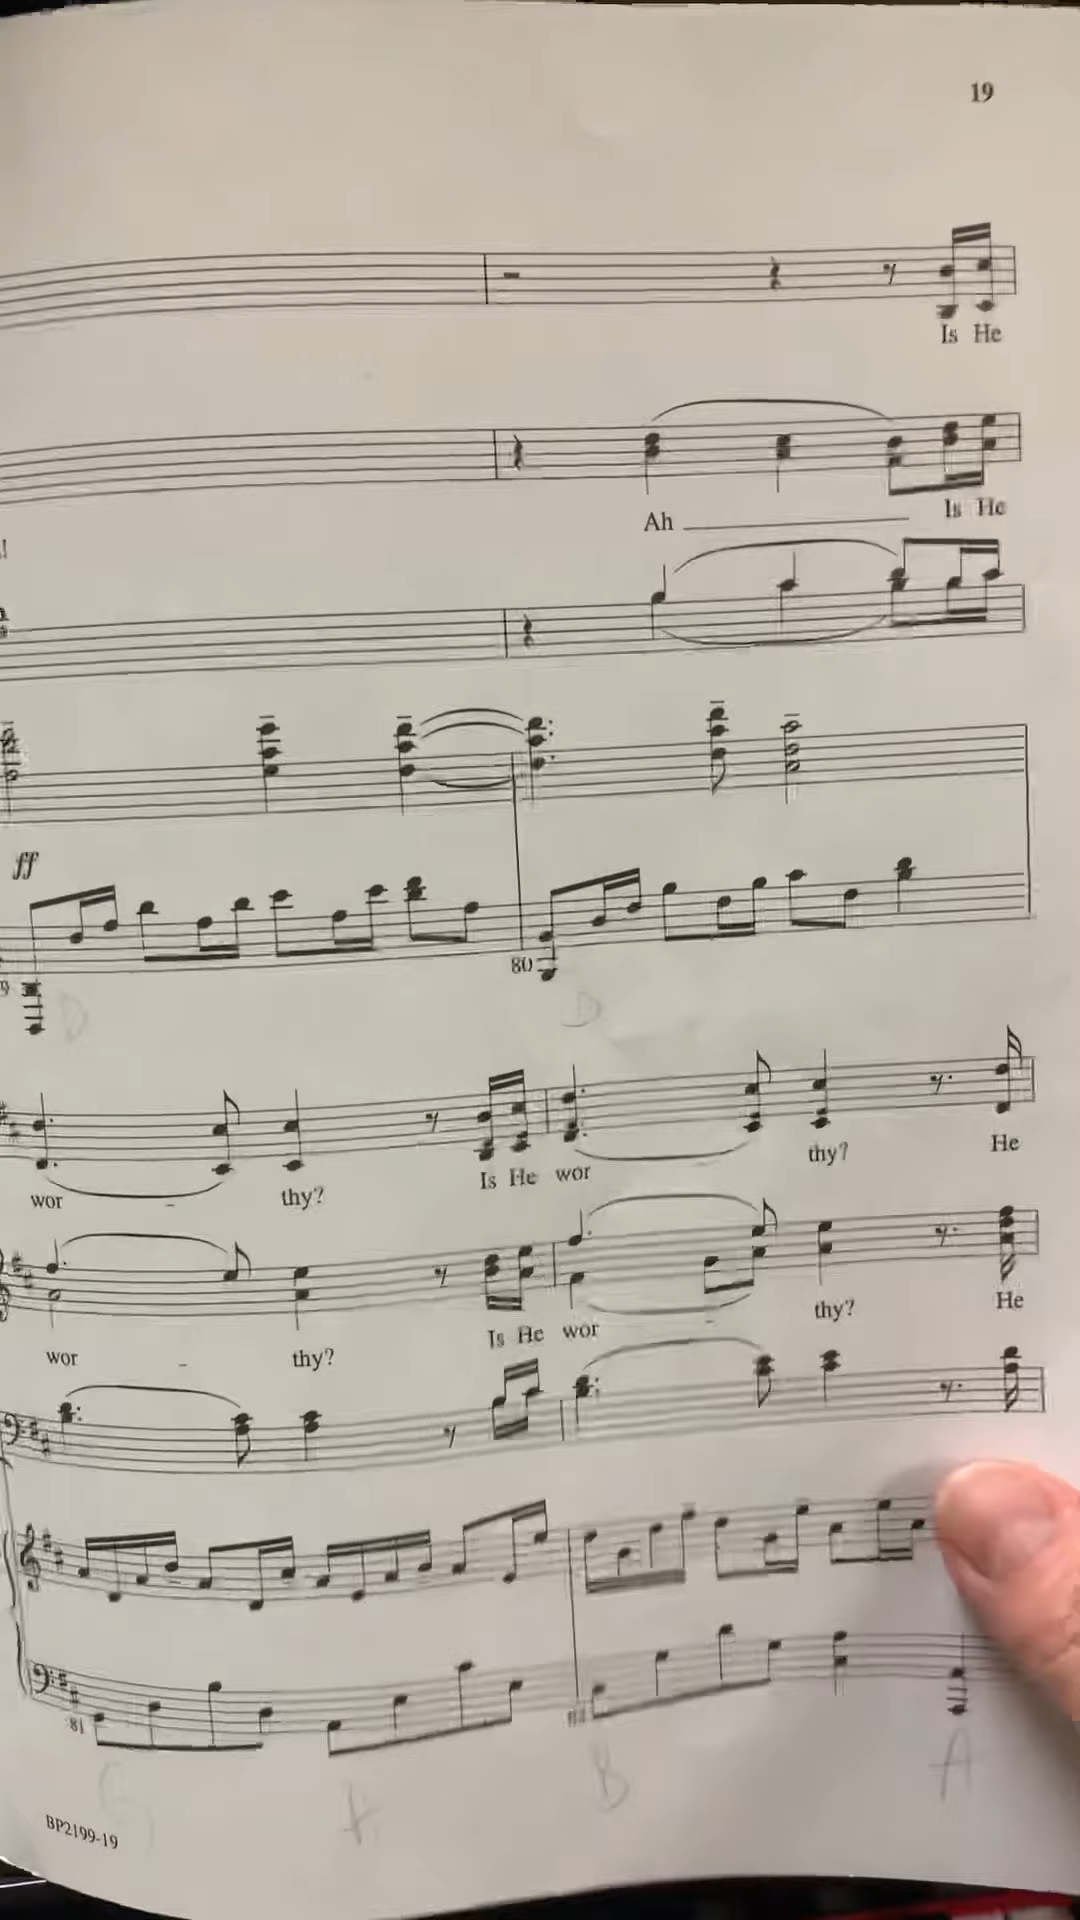 19
Is He
Ah Is He
!
ff
80
D
D
wor - thy? Is He wor thy? He
wor - thy? Is He wor - thy? He
81
B A
BP2199-19